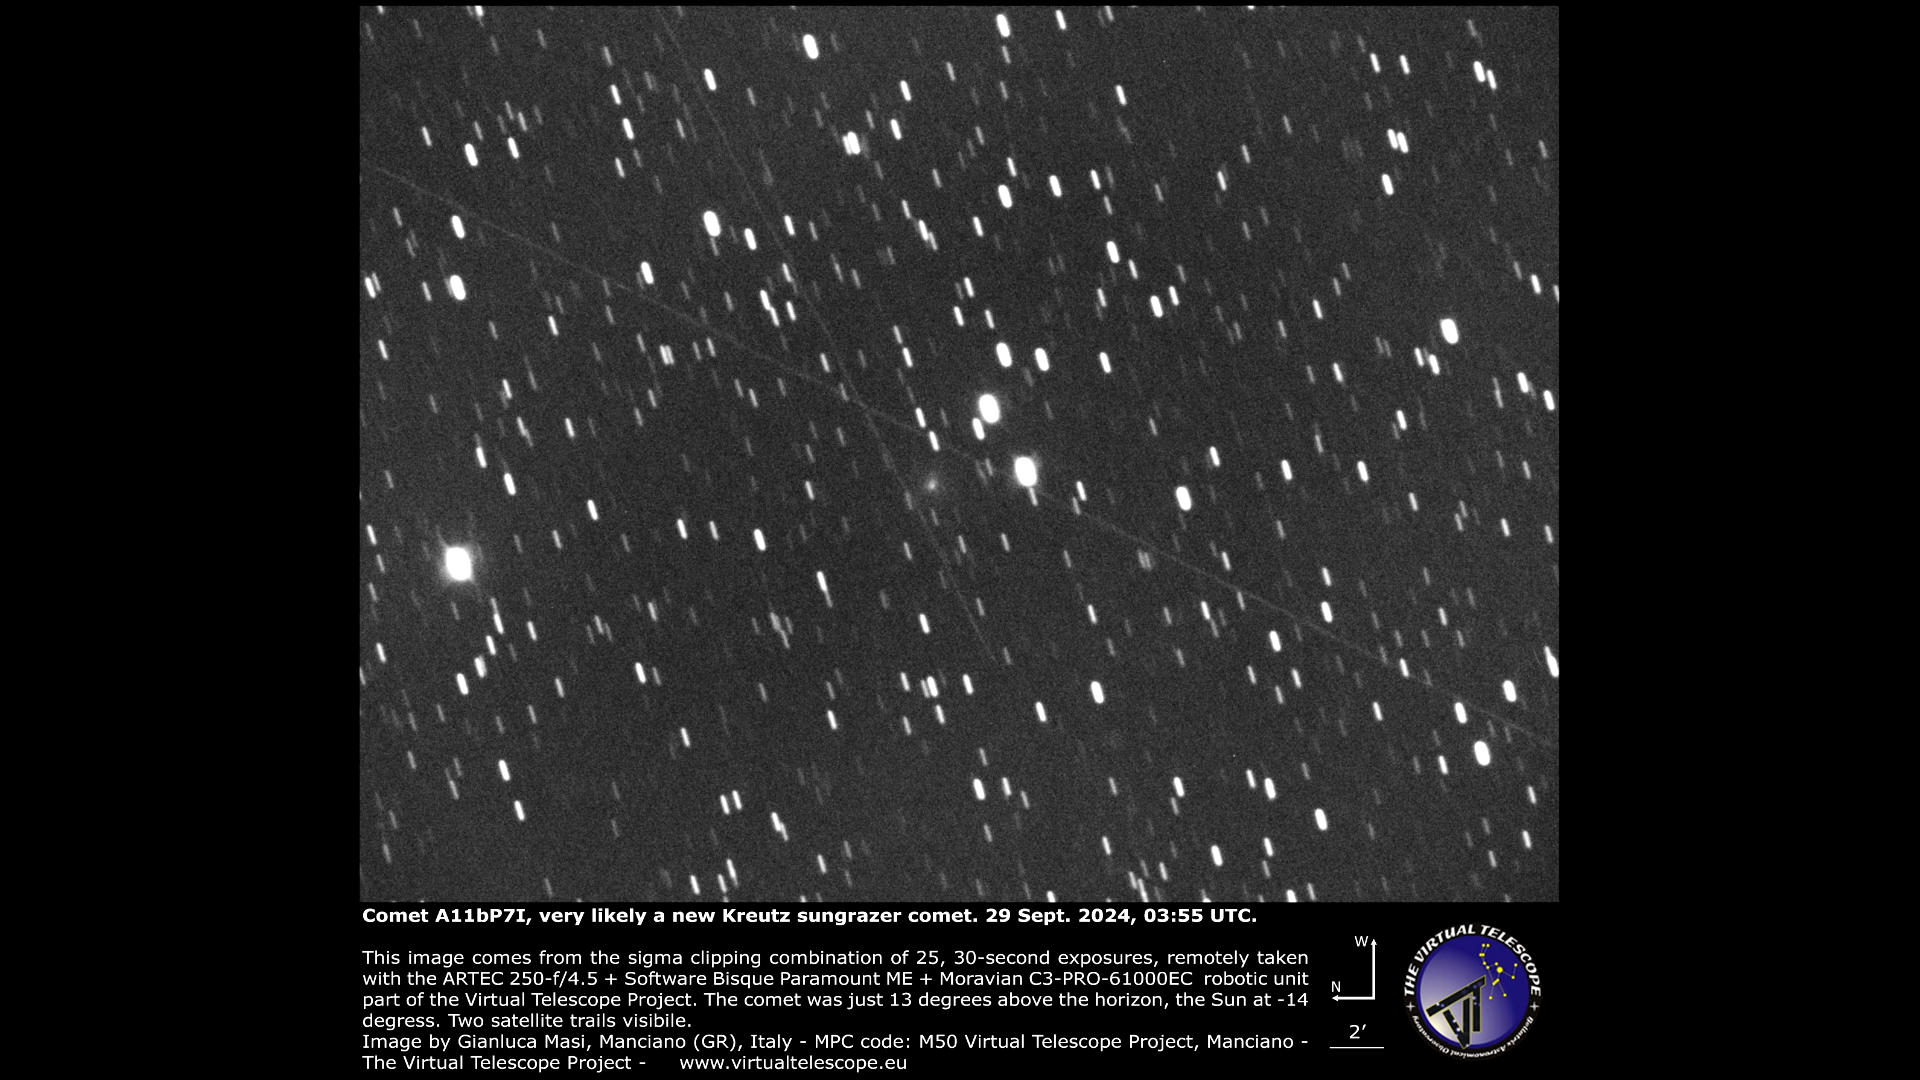 Comet A11bP7I, very likely a new Kreutz sungrazer comet. 29 Sept. 2024, 03:55 UTC.
This image comes from the sigma clipping combination of 25, 30-second exposures, remotely taken
with the ARTEC 250-f/4.5 + Software Bisque Paramount ME + Moravian C3-PRO-61000EC robotic unit
part of the Virtual Telescope Project. The comet was just 13 degrees above the horizon, the Sun at -14
degress. Two satellite trails visibile.
Image by Gianluca Masi, Manciano (GR), Italy - MPC code: M50 Virtual Telescope Project, Manciano -
The Virtual Telescope Project - www.virtualtelescope.eu
W
N
2’
THE VIRTUAL TELESCOPE
Bellatrix Astronomical Observatory